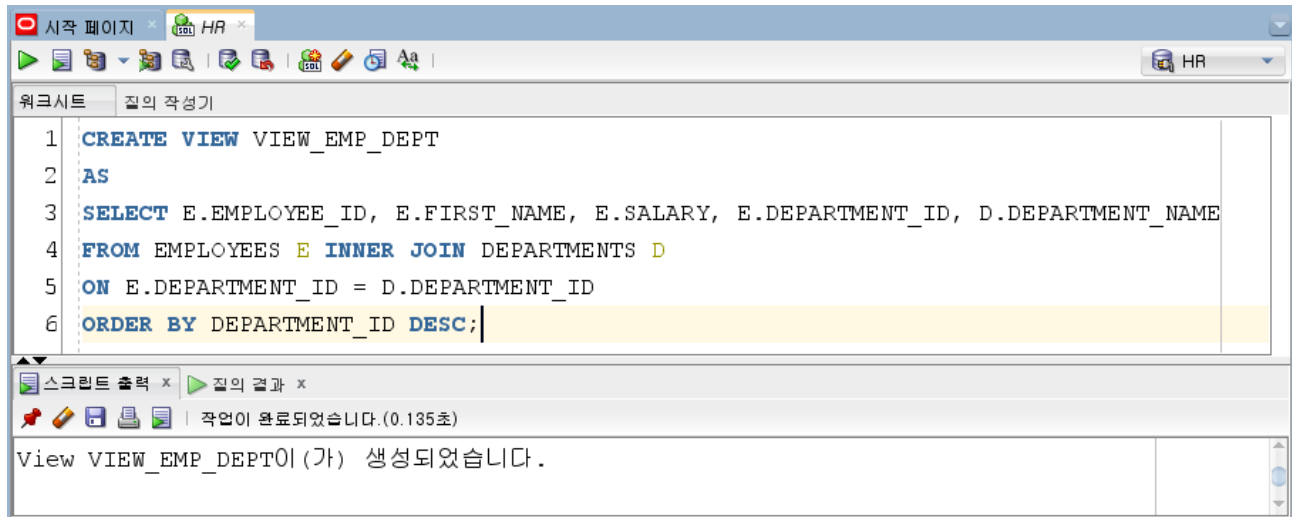 시작 페이지 HR
HR
워크시트 질의 작성기
1 CREATE VIEW VIEW_EMP_DEPT
2 AS
3 SELECT E.EMPLOYEE_ID, E.FIRST_NAME, E.SALARY, E.DEPARTMENT_ID, D.DEPARTMENT_NAME
4 FROM EMPLOYEES E INNER JOIN DEPARTMENTS D
5 ON E.DEPARTMENT_ID = D.DEPARTMENT_ID
6 ORDER BY DEPARTMENT_ID DESC;
스크립트 출력 x 질의 결과 x
작업이 완료되었습니다.(0.135초)
View VIEW_EMP_DEPT이(가) 생성되었습니다.